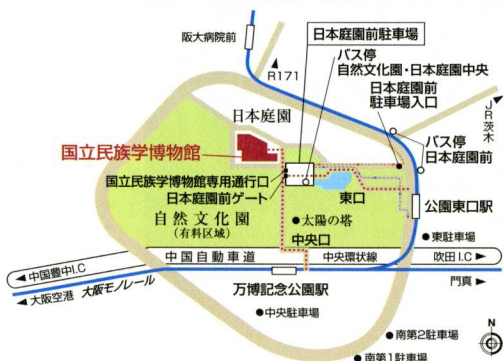 阪大病院前
日本庭園前駐車場
R171
バス停
自然文化園・日本庭園中央
日本庭園前
駐車場入口
JR茨木
日本庭園
バス停
日本庭園前
国立民族学博物館
国立民族学博物館専用通行口
日本庭園前ゲート
東口
公園東口駅
自然文化園
(有料区域)
太陽の塔
中央口
東駐車場
中国自動車道
中央環状線
吹田I.C
中国豊中I.C
大阪空港
大阪モノレール
万博記念公園駅
門真
中央駐車場
南第2駐車場
南第1駐車場
N